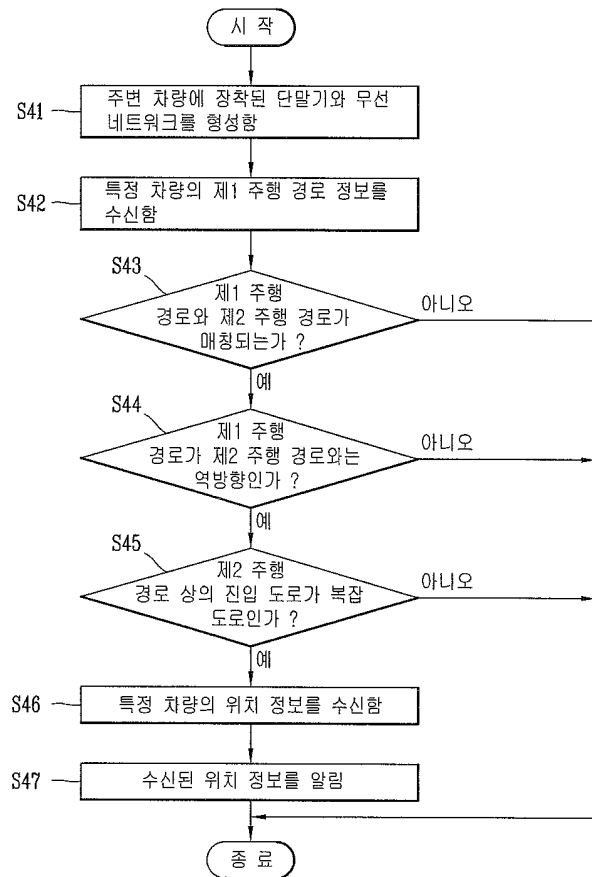 시 작
S41
주변 차량에 장착된 단말기와 무선
네트워크를 형성함
S42
특정 차량의 제1 주행 경로 정보를
수신함
S43
제1 주행
경로와 제2 주행 경로가
매칭되는가 ?
아니오
예
S44
제1 주행
경로가 제2 주행 경로와는
역방향인가 ?
아니오
예
S45
제2 주행
경로 상의 진입 도로가 복잡
도로인가 ?
아니오
예
S46
특정 차량의 위치 정보를 수신함
S47
수신된 위치 정보를 알림
종 료